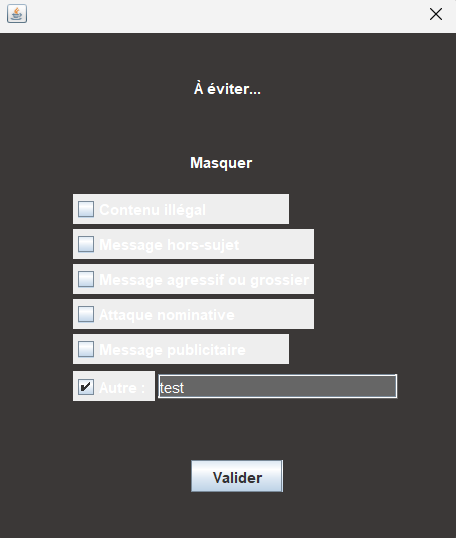 À éviter...
Masquer
Contenu illégal
Message hors-sujet
Message agressif ou grossier
Attaque nominative
Message publicitaire
Autre :
test
Valider